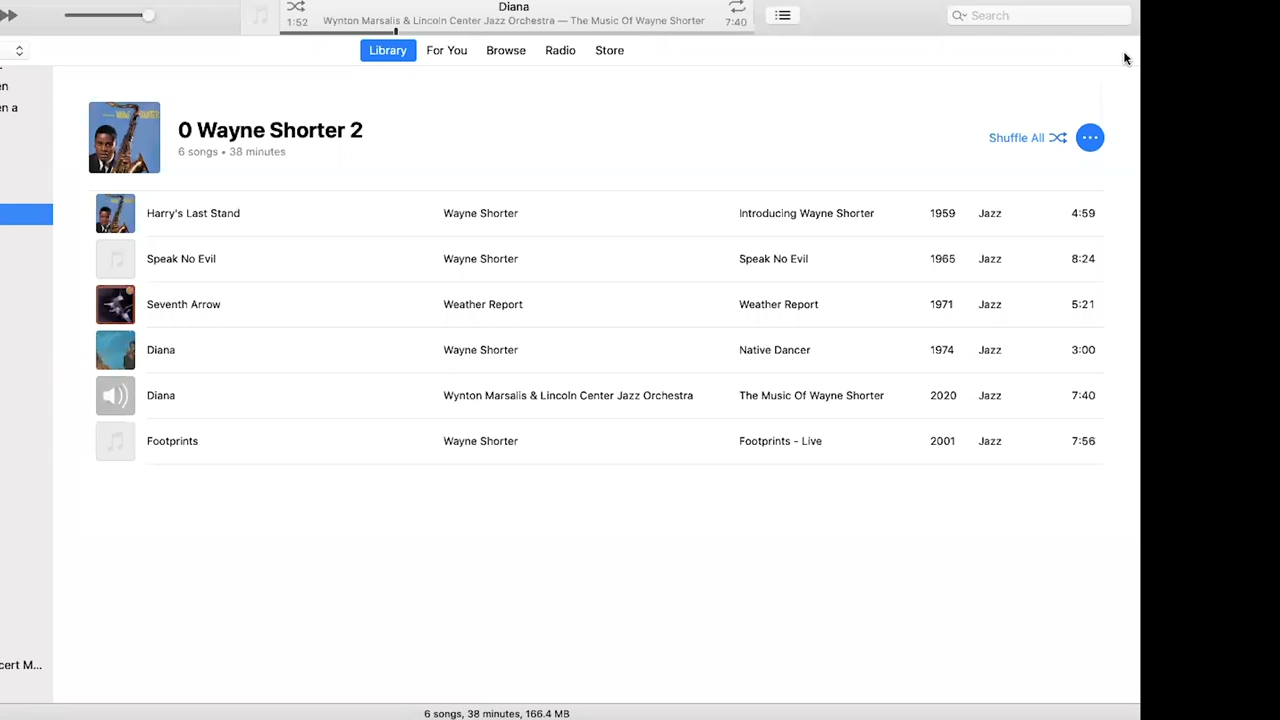 Diana
1:52 Wynton Marsalis & Lincoln Center Jazz Orchestra — The Music Of Wayne Shorter 7:40
Search
Library For You Browse Radio Store
en
en a
0 Wayne Shorter 2
6 songs • 38 minutes
Shuffle All
Harry's Last Stand Wayne Shorter Introducing Wayne Shorter 1959 Jazz 4:59
Speak No Evil Wayne Shorter Speak No Evil 1965 Jazz 8:24
Seventh Arrow Weather Report Weather Report 1971 Jazz 5:21
Diana Wayne Shorter Native Dancer 1974 Jazz 3:00
Diana Wynton Marsalis & Lincoln Center Jazz Orchestra The Music Of Wayne Shorter 2020 Jazz 7:40
Footprints Wayne Shorter Footprints - Live 2001 Jazz 7:56
cert M...
6 songs, 38 minutes, 166.4 MB